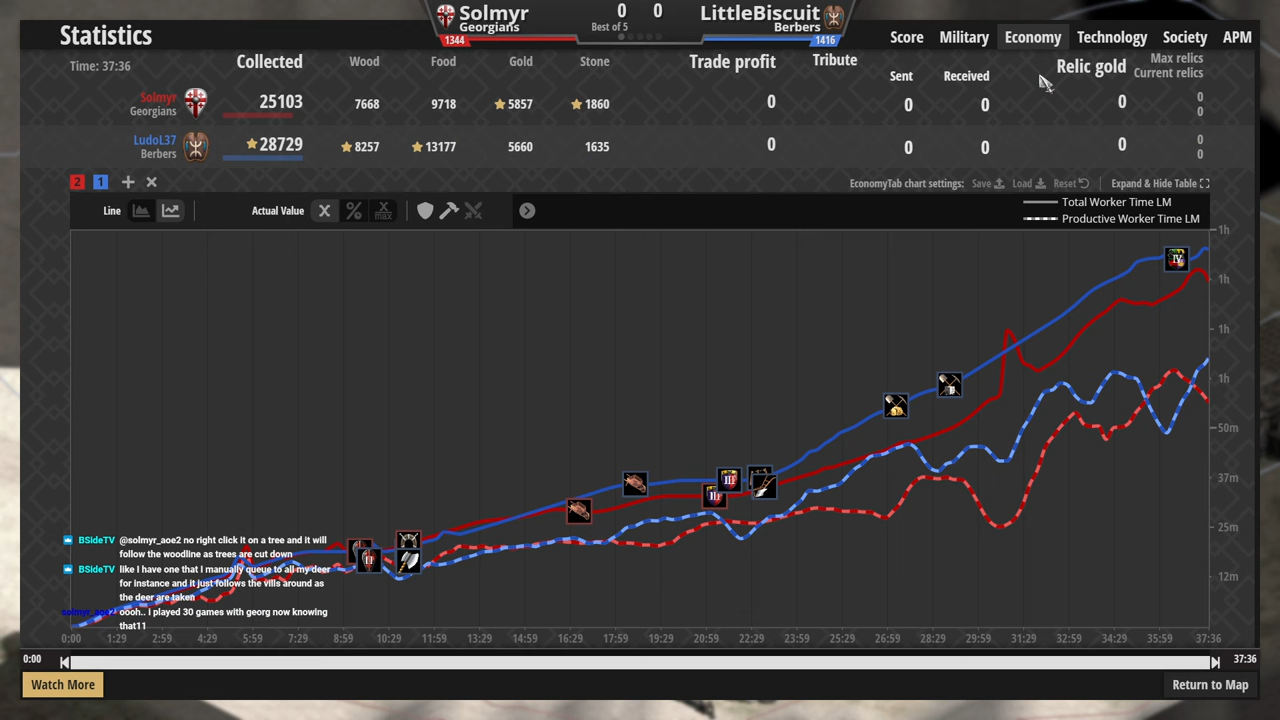 Solmyr 0 0 LittleBiscuit
Georgians Best of 5 Berbers
1344 1416
Statistics
Score Military Economy Technology Society APM
Time: 37:36
Collected Wood Food Gold Stone Trade profit Tribute Sent Received Relic gold Max relics
Current relics
Solmyr 25103 7668 9718 5857 1860 0 0 0 0 0
Georgians 0
LudoL37 28729 8257 13177 5660 1635 0 0 0 0 0
Berbers 0
2 1 + ×
EconomyTab chart settings: Save Load Reset Expand & Hide Table
Line Actual Value X % X/max
Total Worker Time LM
Productive Worker Time LM
1h
1h
1h
1h
50m
37m
25m
12m
IV
III
III
II
BSideTV @solmyr_aoe2 no right click it on a tree and it will
follow the woodline as trees are cut down
BSideTV like I have one that I manually queue to all my deer
for instance and it just follows the vills around as
the deer are taken
solmyr_aoe2 oooh.. i played 30 games with georg now knowing
that11
0:00 1:29 2:59 4:29 5:59 7:29 8:59 10:29 11:59 13:29 14:59 16:29 17:59 19:29 20:59 22:29 23:59 25:29 26:59 28:29 29:59 31:29 32:59 34:29 35:59 37:36
0:00 37:36
Watch More Return to Map